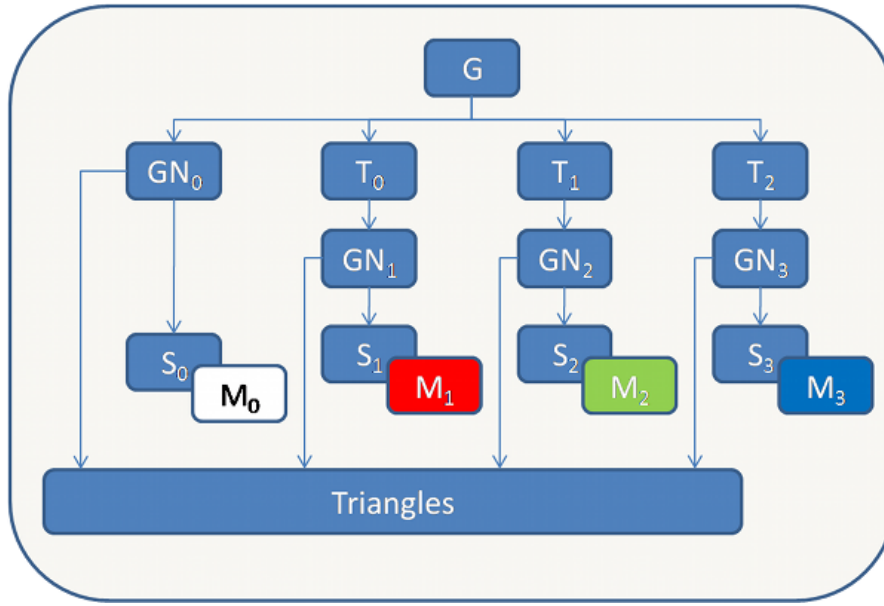 G
GN₀ T₀ T₁ T₂
GN₁ GN₂ GN₃
S₀ S₁ S₂ S₃
M₀ M₁ M₂ M₃
Triangles